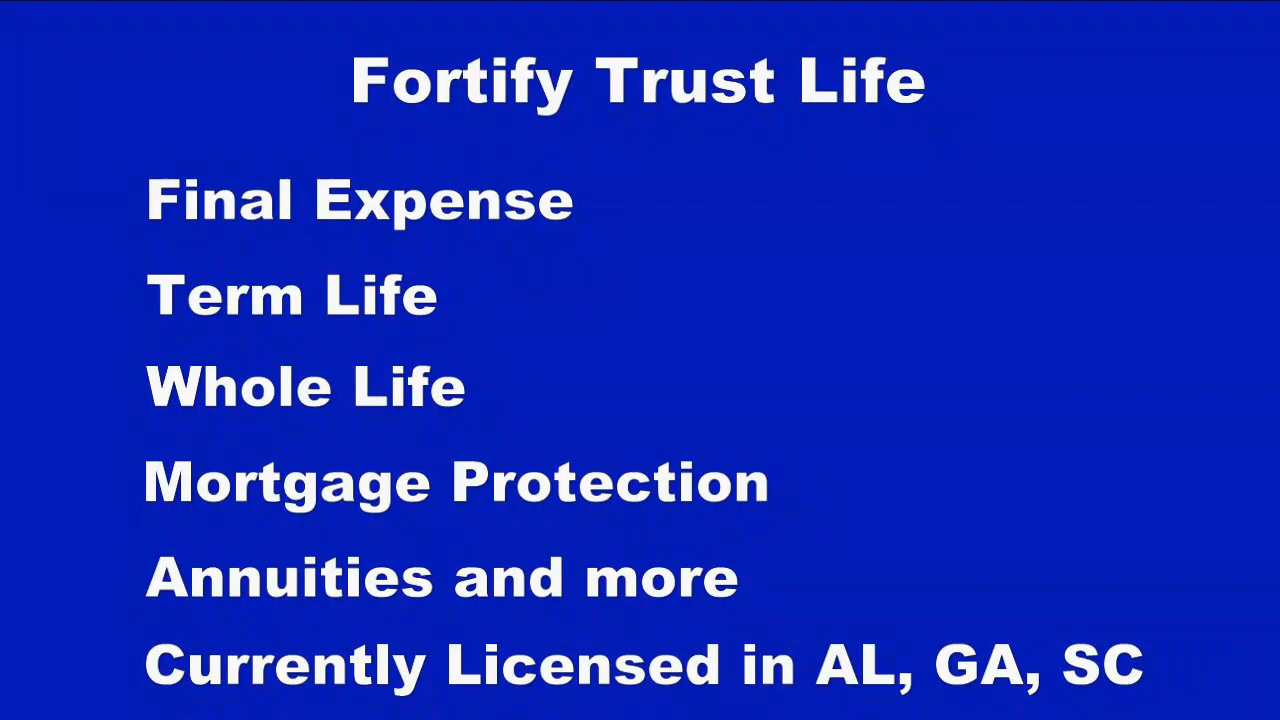 Fortify Trust Life
Final Expense
Term Life
Whole Life
Mortgage Protection
Annuities and more
Currently Licensed in AL, GA, SC